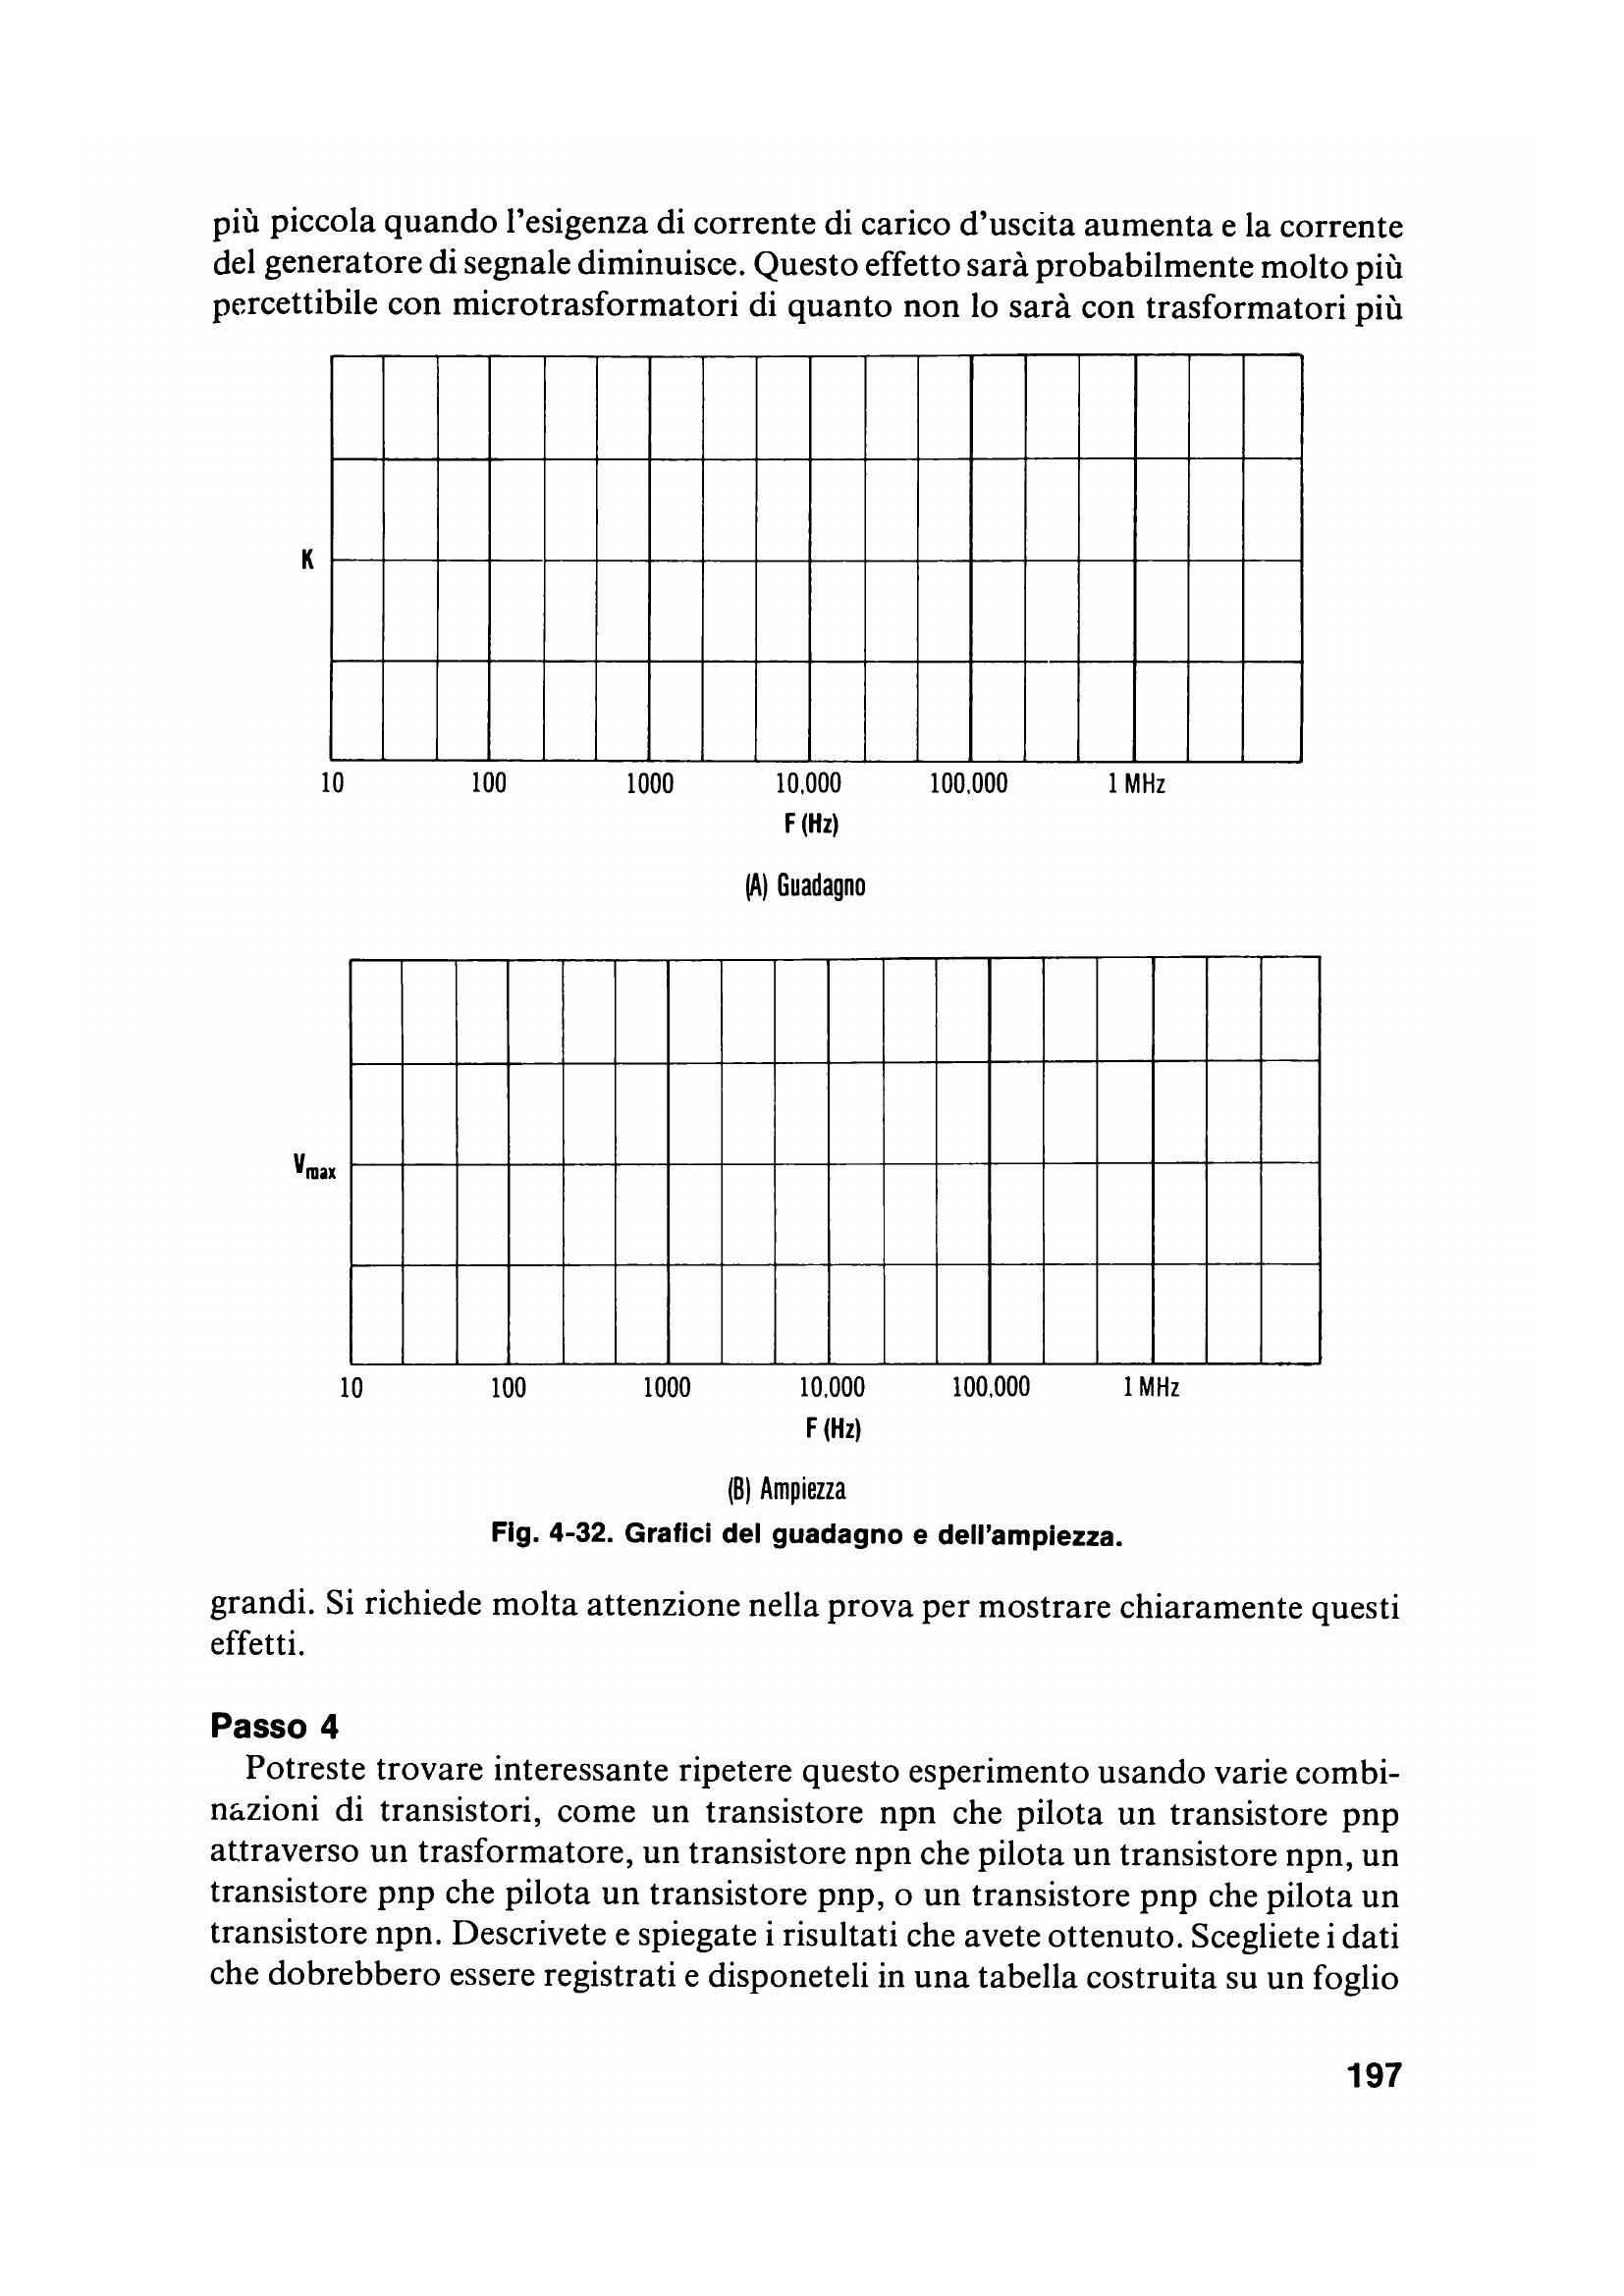 più piccola quando l'esigenza di corrente di carico d'uscita aumenta e la corrente
del generatore di segnale diminuisce. Questo effetto sarà probabilmente molto più
percettibile con microtrasformatori di quanto non lo sarà con trasformatori più
K
10 100 1000 10,000 100,000 1 MHz
F (Hz)
(A) Guadagno
Vmax
10 100 1000 10,000 100,000 1 MHz
F (Hz)
(B) Ampiezza
Fig. 4-32. Grafici del guadagno e dell'ampiezza.
grandi. Si richiede molta attenzione nella prova per mostrare chiaramente questi
effetti.
Passo 4
Potreste trovare interessante ripetere questo esperimento usando varie combi-
nazioni di transistori, come un transistore npn che pilota un transistore pnp
attraverso un trasformatore, un transistore npn che pilota un transistore npn, un
transistore pnp che pilota un transistore pnp, o un transistore pnp che pilota un
transistore npn. Descrivete e spiegate i risultati che avete ottenuto. Scegliete i dati
che dobrebbero essere registrati e disponeteli in una tabella costruita su un foglio
197